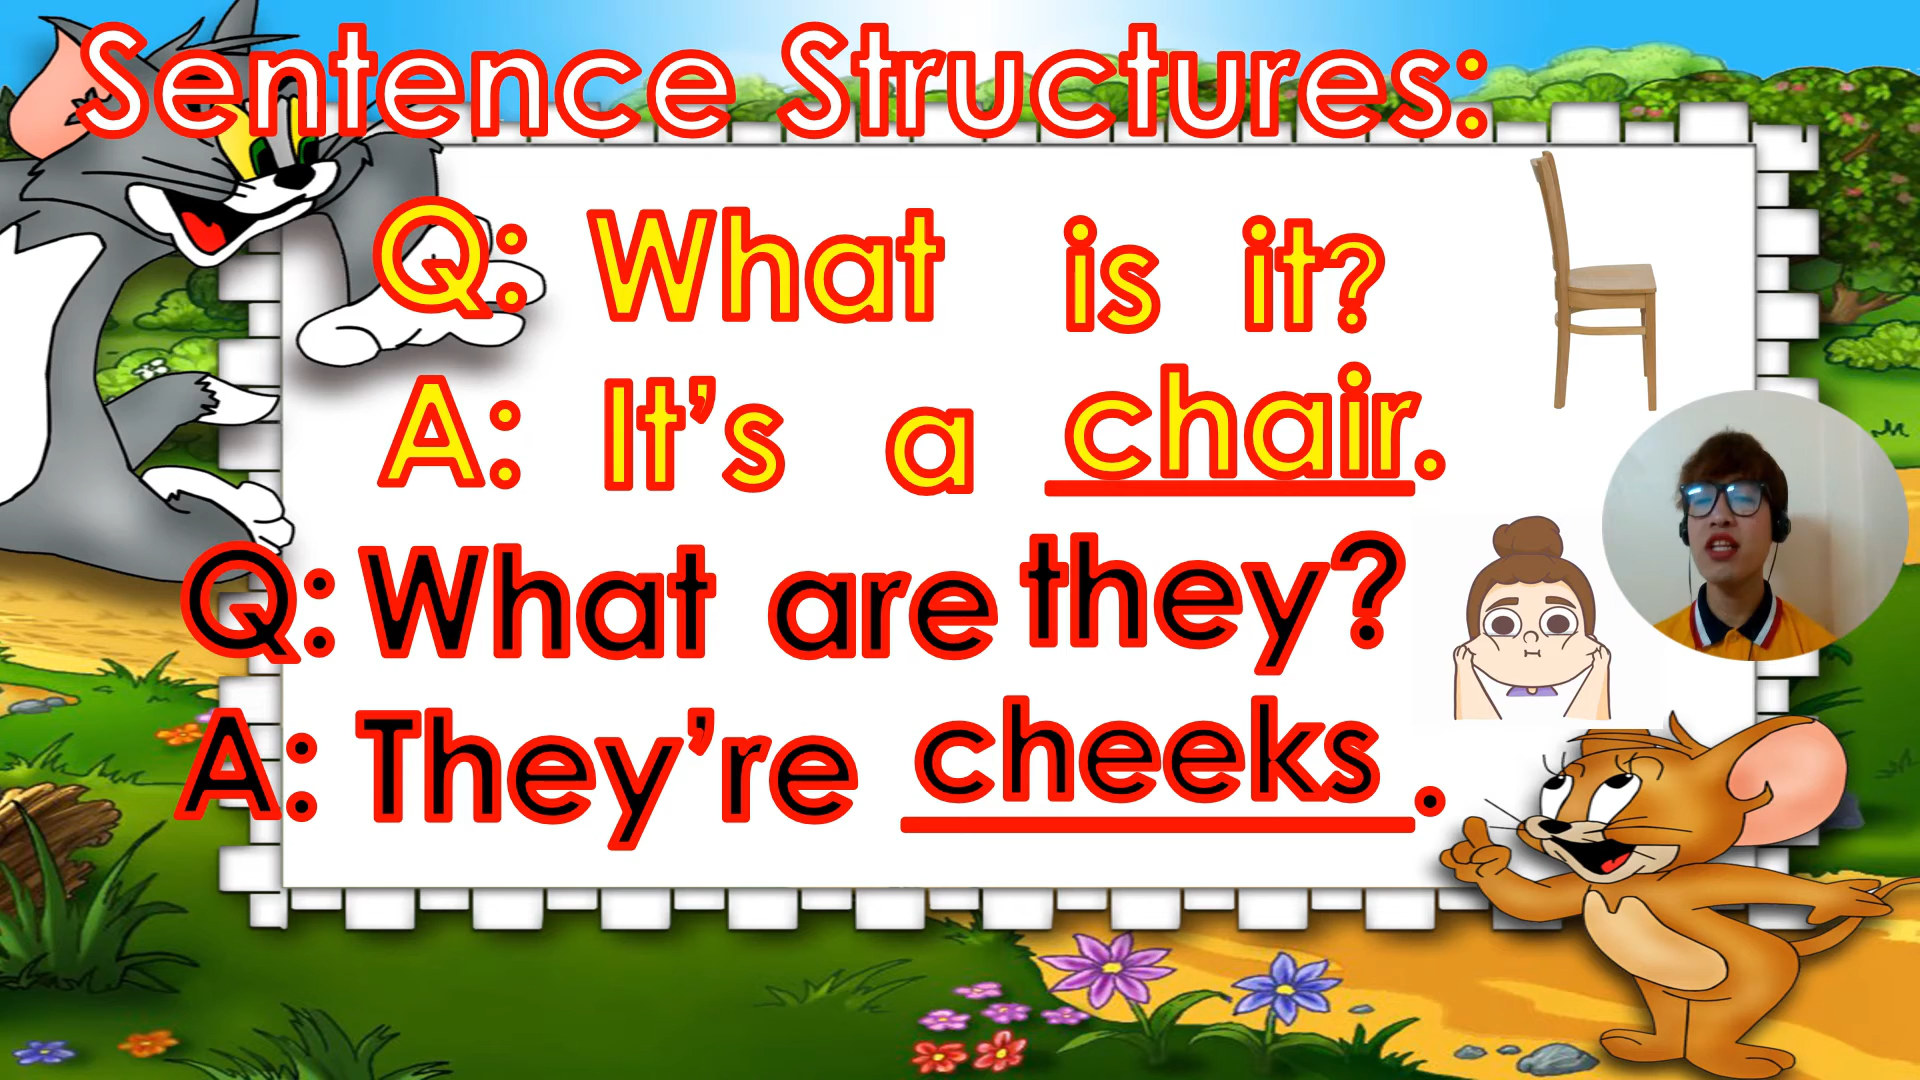 Sentence Structures:
Q: What is it?
A: It's a chair.
Q: What are they?
A: They're cheeks.